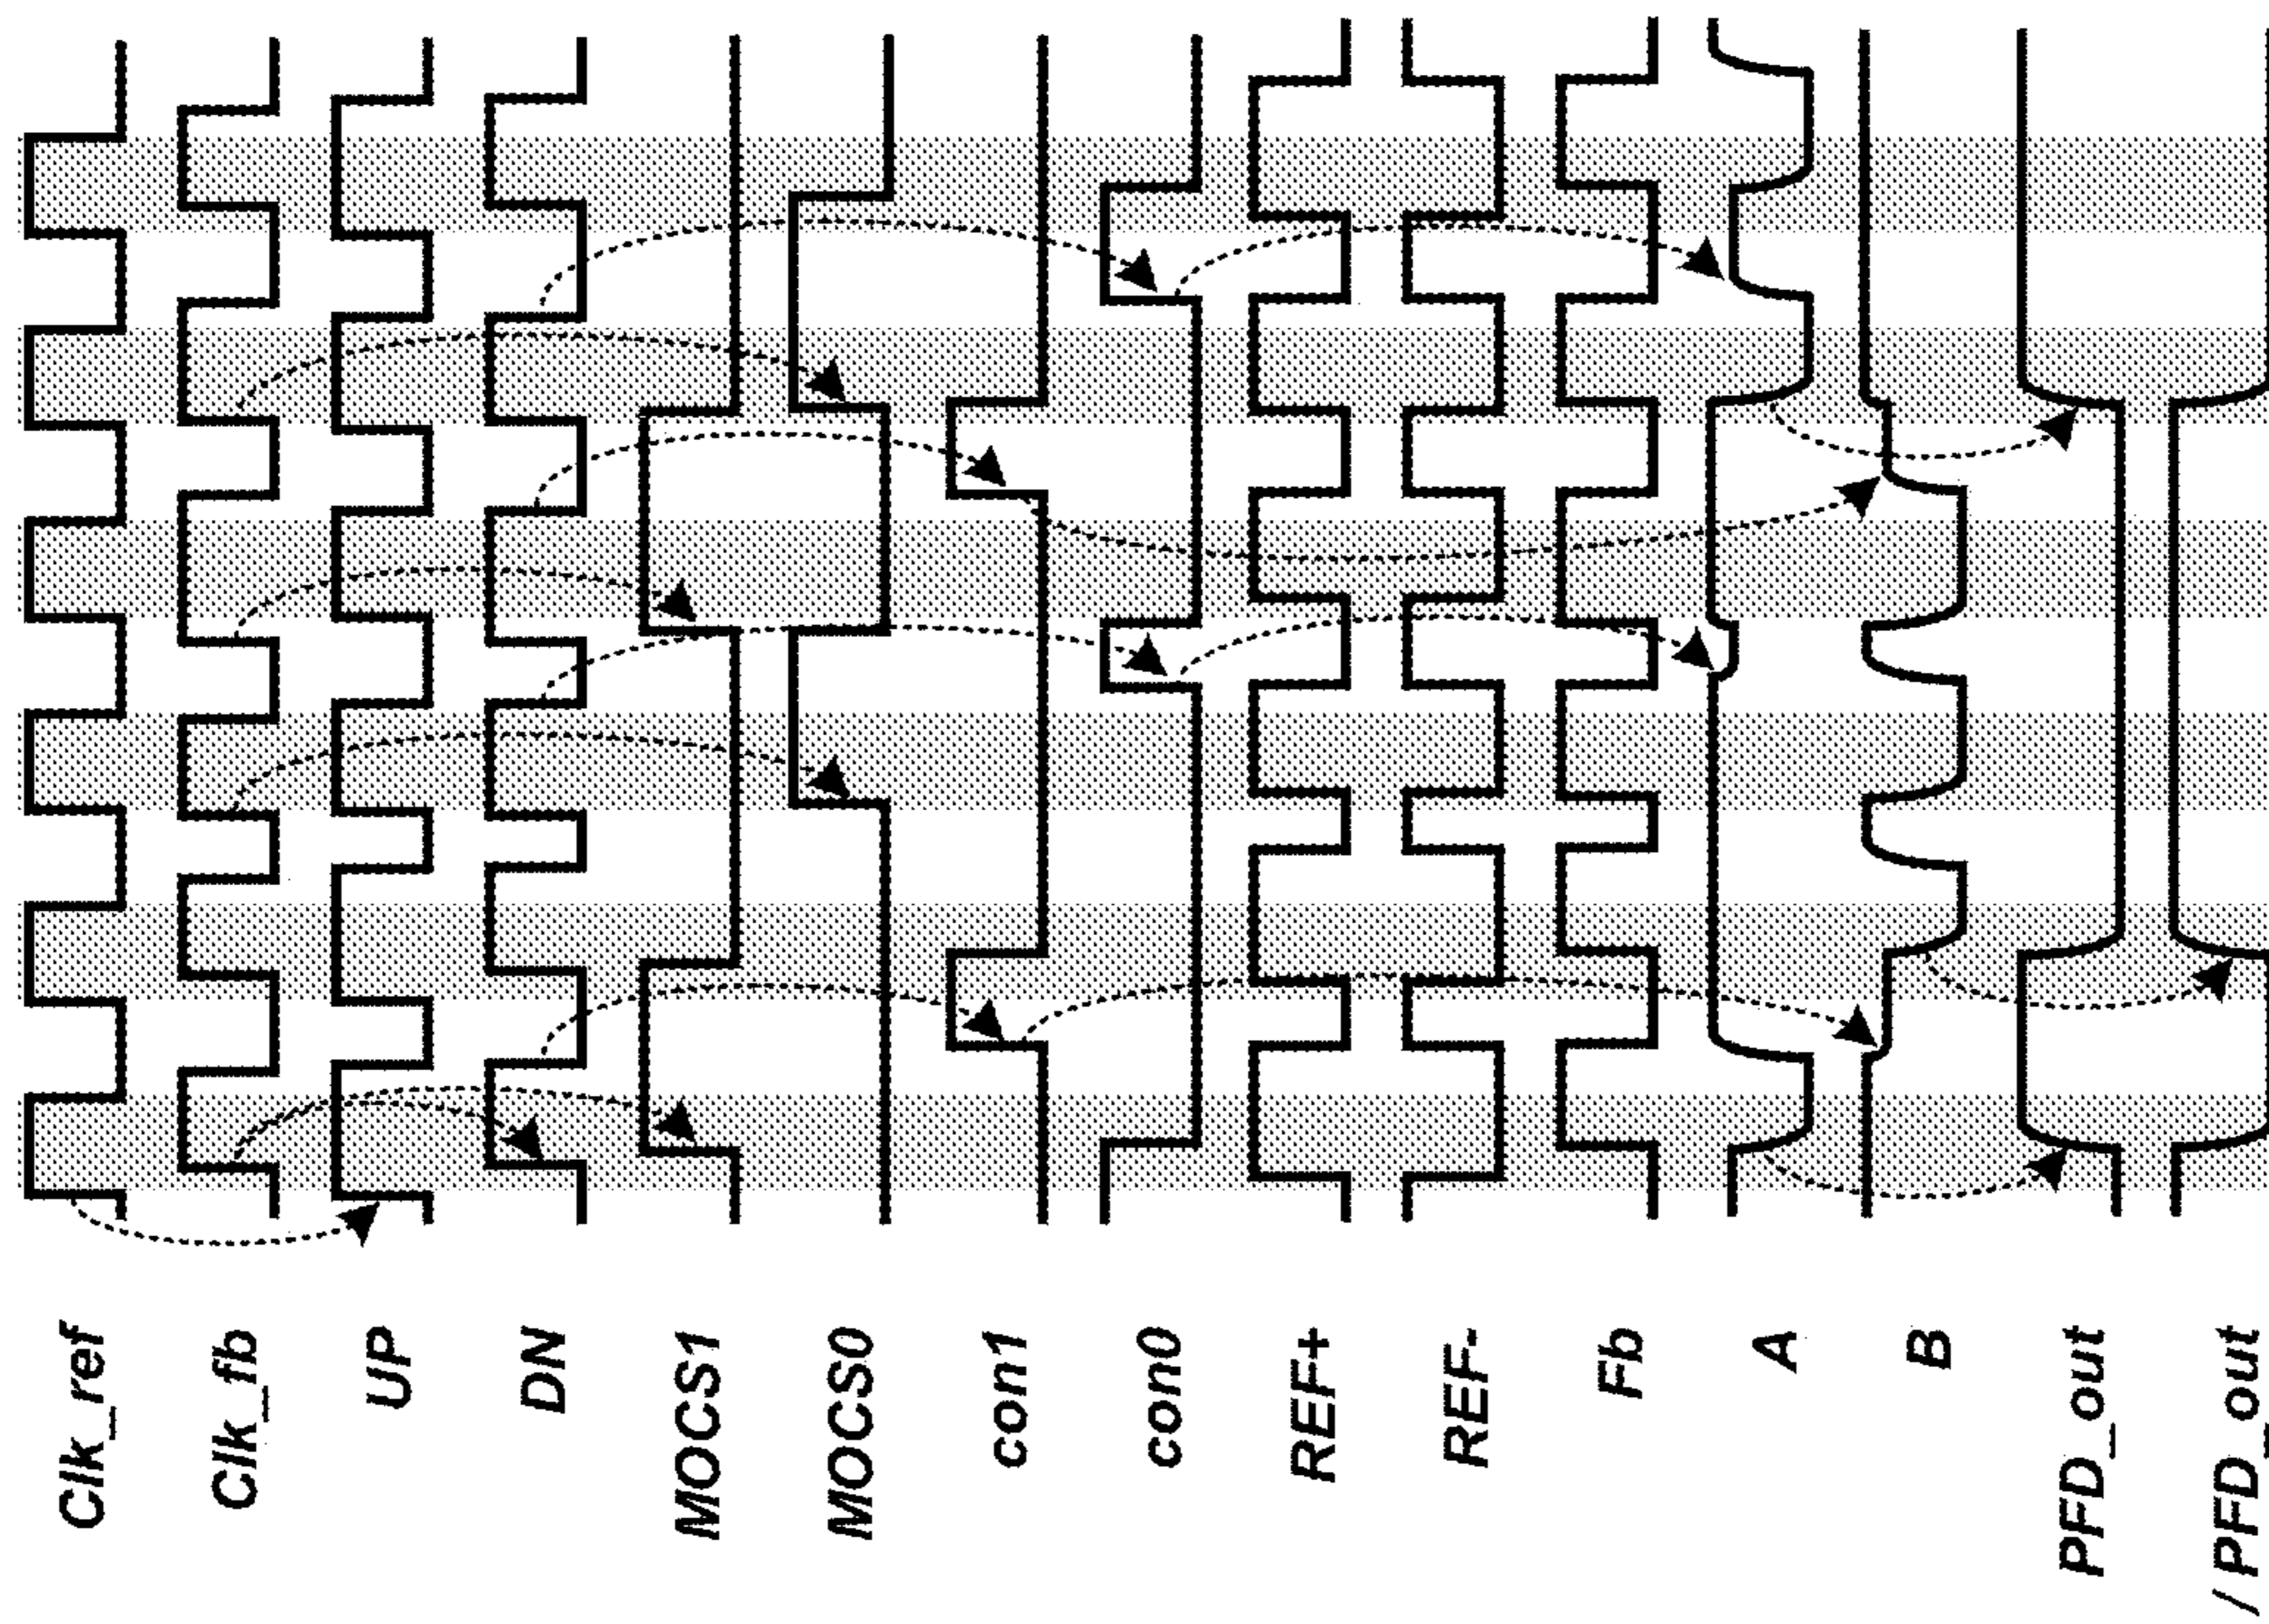 Clk_ref
Clk_fb
UP
DN
MOCS1
MOCS0
con1
con0
REF+
REF-
Fb
A
B
PFD_out
/ PFD_out